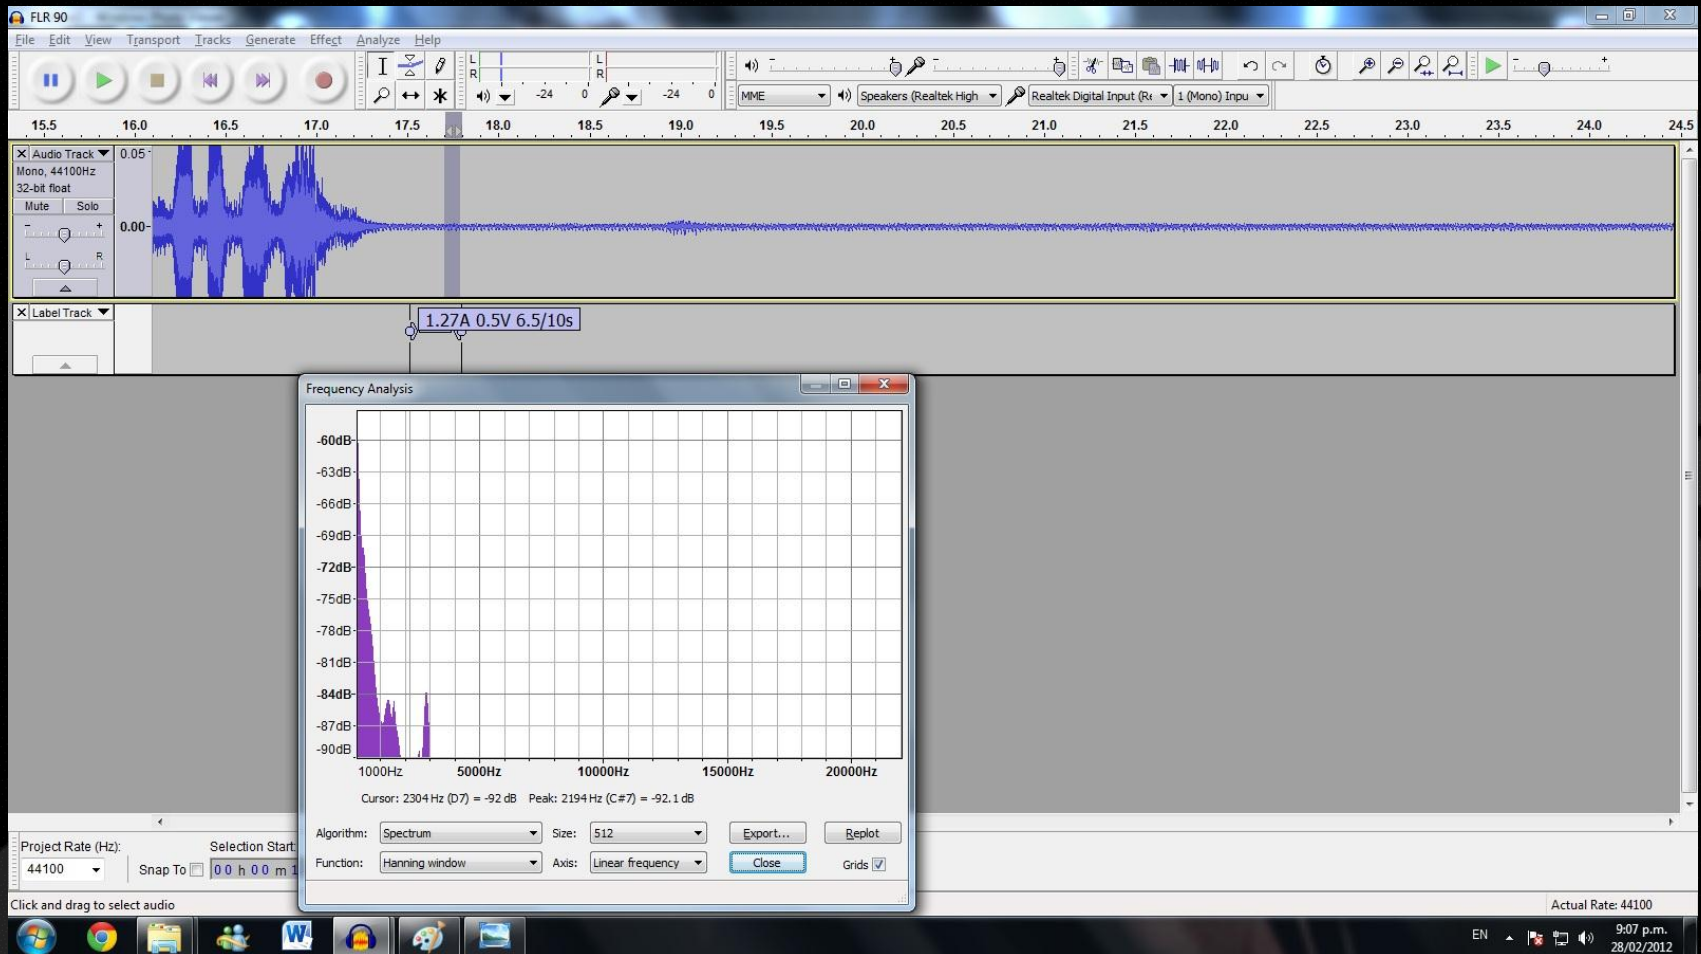 FLR 90
File Edit View Transport Tracks Generate Effect Analyze Help
L
R
L
R
-24 0 -24 0
MME Speakers (Realtek High Realtek Digital Input (Re 1 (Mono) Inpu
15.5 16.0 16.5 17.0 17.5 18.0 18.5 19.0 19.5 20.0 20.5 21.0 21.5 22.0 22.5 23.0 23.5 24.0 24.5
X Audio Track 0.05
Mono, 44100Hz
32-bit float
Mute Solo
- + 0.00-
L R
X Label Track
1.27A 0.5V 6.5/10s
Frequency Analysis
-60dB
-63dB
-66dB
-69dB
-72dB
-75dB
-78dB
-81dB
-84dB
-87dB
-90dB
1000Hz 5000Hz 10000Hz 15000Hz 20000Hz
Cursor: 2304 Hz (D7) = -92 dB Peak: 2194 Hz (C#7) = -92.1 dB
Algorithm: Spectrum Size: 512 Export... Replot
Function: Hanning window Axis: Linear frequency Close Grids
Project Rate (Hz): Selection Start
44100 Snap To 00 h 00 m 1
Click and drag to select audio Actual Rate: 44100
EN 9:07 p.m.
28/02/2012